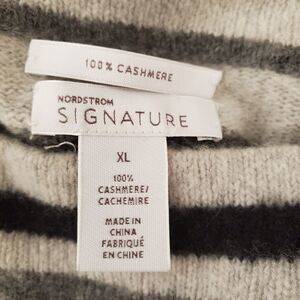 100% CASHMERE
NORDSTROM
SIGNATURE
XL
100%
CASHMERE/
CACHEMIRE
MADE IN
CHINA
FABRIQUÉ
EN CHINE